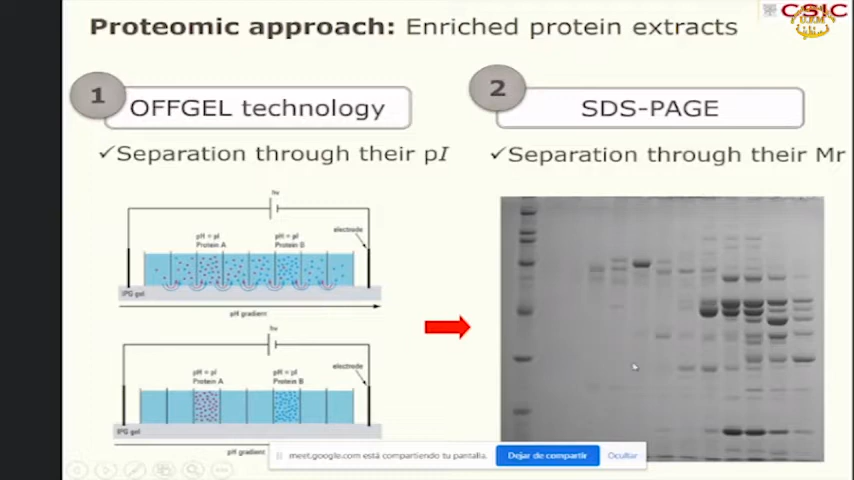 Proteomic approach: Enriched protein extracts
CSIC
1
OFFGEL technology
✓Separation through their pI
2
SDS-PAGE
✓Separation through their Mr
hv
pH = pI
Protein A
pH = pI
Protein B
electrode
IPG gel
pH gradient
hv
pH = pI
Protein A
pH = pI
Protein B
electrode
IPG gel
pH gradient
meet.google.com está compartiendo tu pantalla.
Dejar de compartir
Ocultar